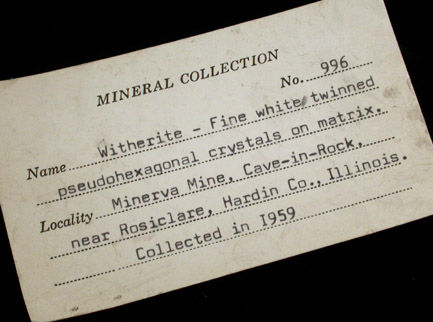 MINERAL COLLECTION
No. 996
Name Witherite - Fine white twinned
pseudohexagonal crystals on matrix.
Locality Minerva Mine, Cave-in-Rock,
near Rosiclare, Hardin Co., Illinois.
Collected in I959